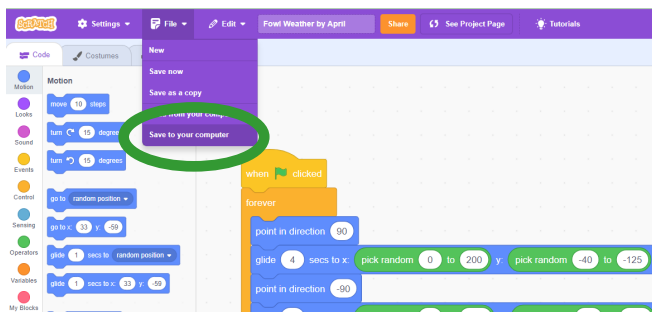 SCRATCH Settings File Edit Fowl Weather by April Share See Project Page Tutorials
Code Costumes
New
Save now
Save as a copy
your
Save to your computer
Motion
Looks
Sound
Events
Control
Sensing
Operators
Variables
My Blocks
Motion
move 10 steps
turn 15 degrees
turn 15 degrees
go to random position
go to x: 33 y: -59
glide 1 secs to random position
glide 1 secs to x: 33 y: -59
when clicked
forever
point in direction 90
glide 4 secs to x: pick random 0 to 200 y: pick random -40 to -125
point in direction -90